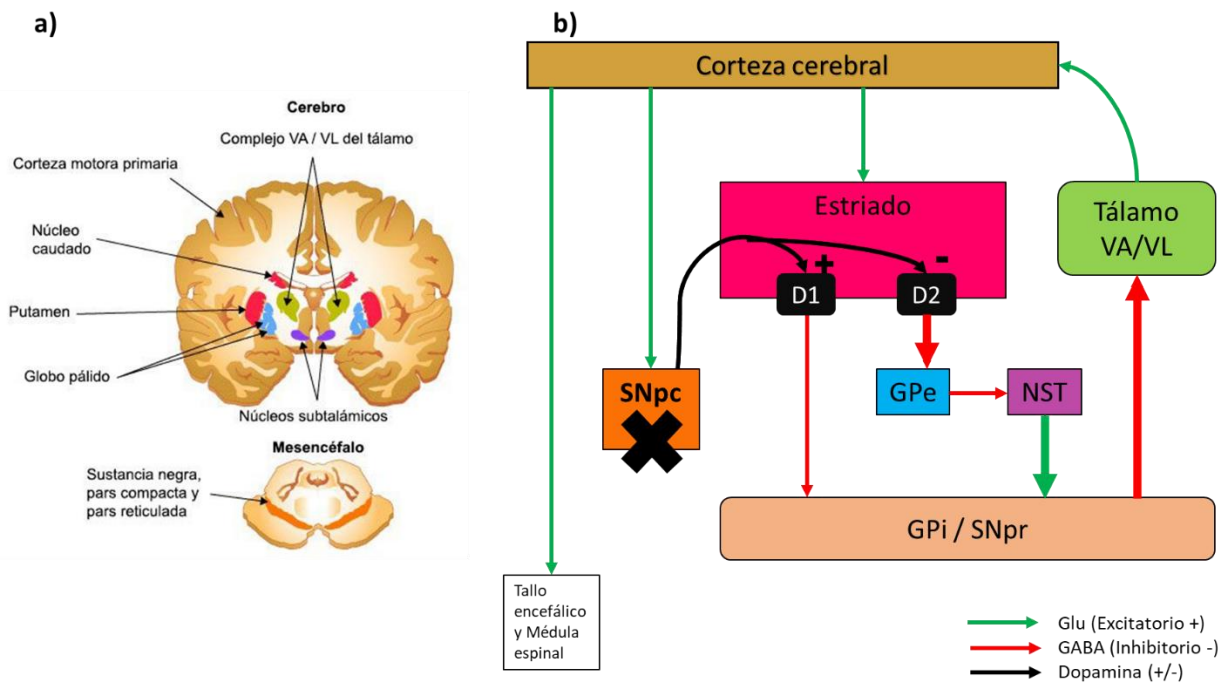 a)
Cerebro
Complejo VA / VL del tálamo
Corteza motora primaria
Núcleo
caudado
Putamen
Globo pálido
Núcleos subtalámicos
Mesencéfalo
Sustancia negra,
pars compacta y
pars reticulada
b)
Corteza cerebral
Estriado
Tálamo
VA/VL
+
-
D1
D2
SNpc
GPe
NST
GPi / SNpr
Tallo
encefálico
y Médula
espinal
Glu (Excitatorio +)
GABA (Inhibitorio -)
Dopamina (+/-)